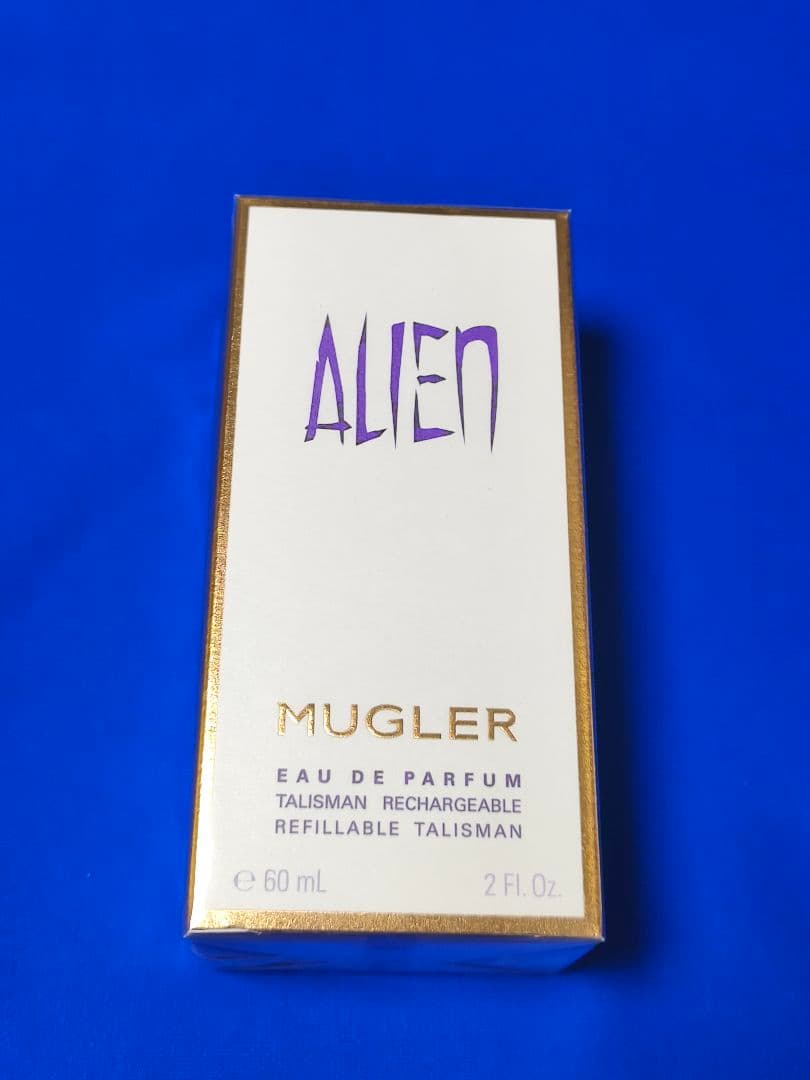 ALIEN
MUGLER
EAU DE PARFUM
TALISMAN RECHARGEABLE
REFILLABLE TALISMAN
℮ 60 mL 2 Fl. Oz.